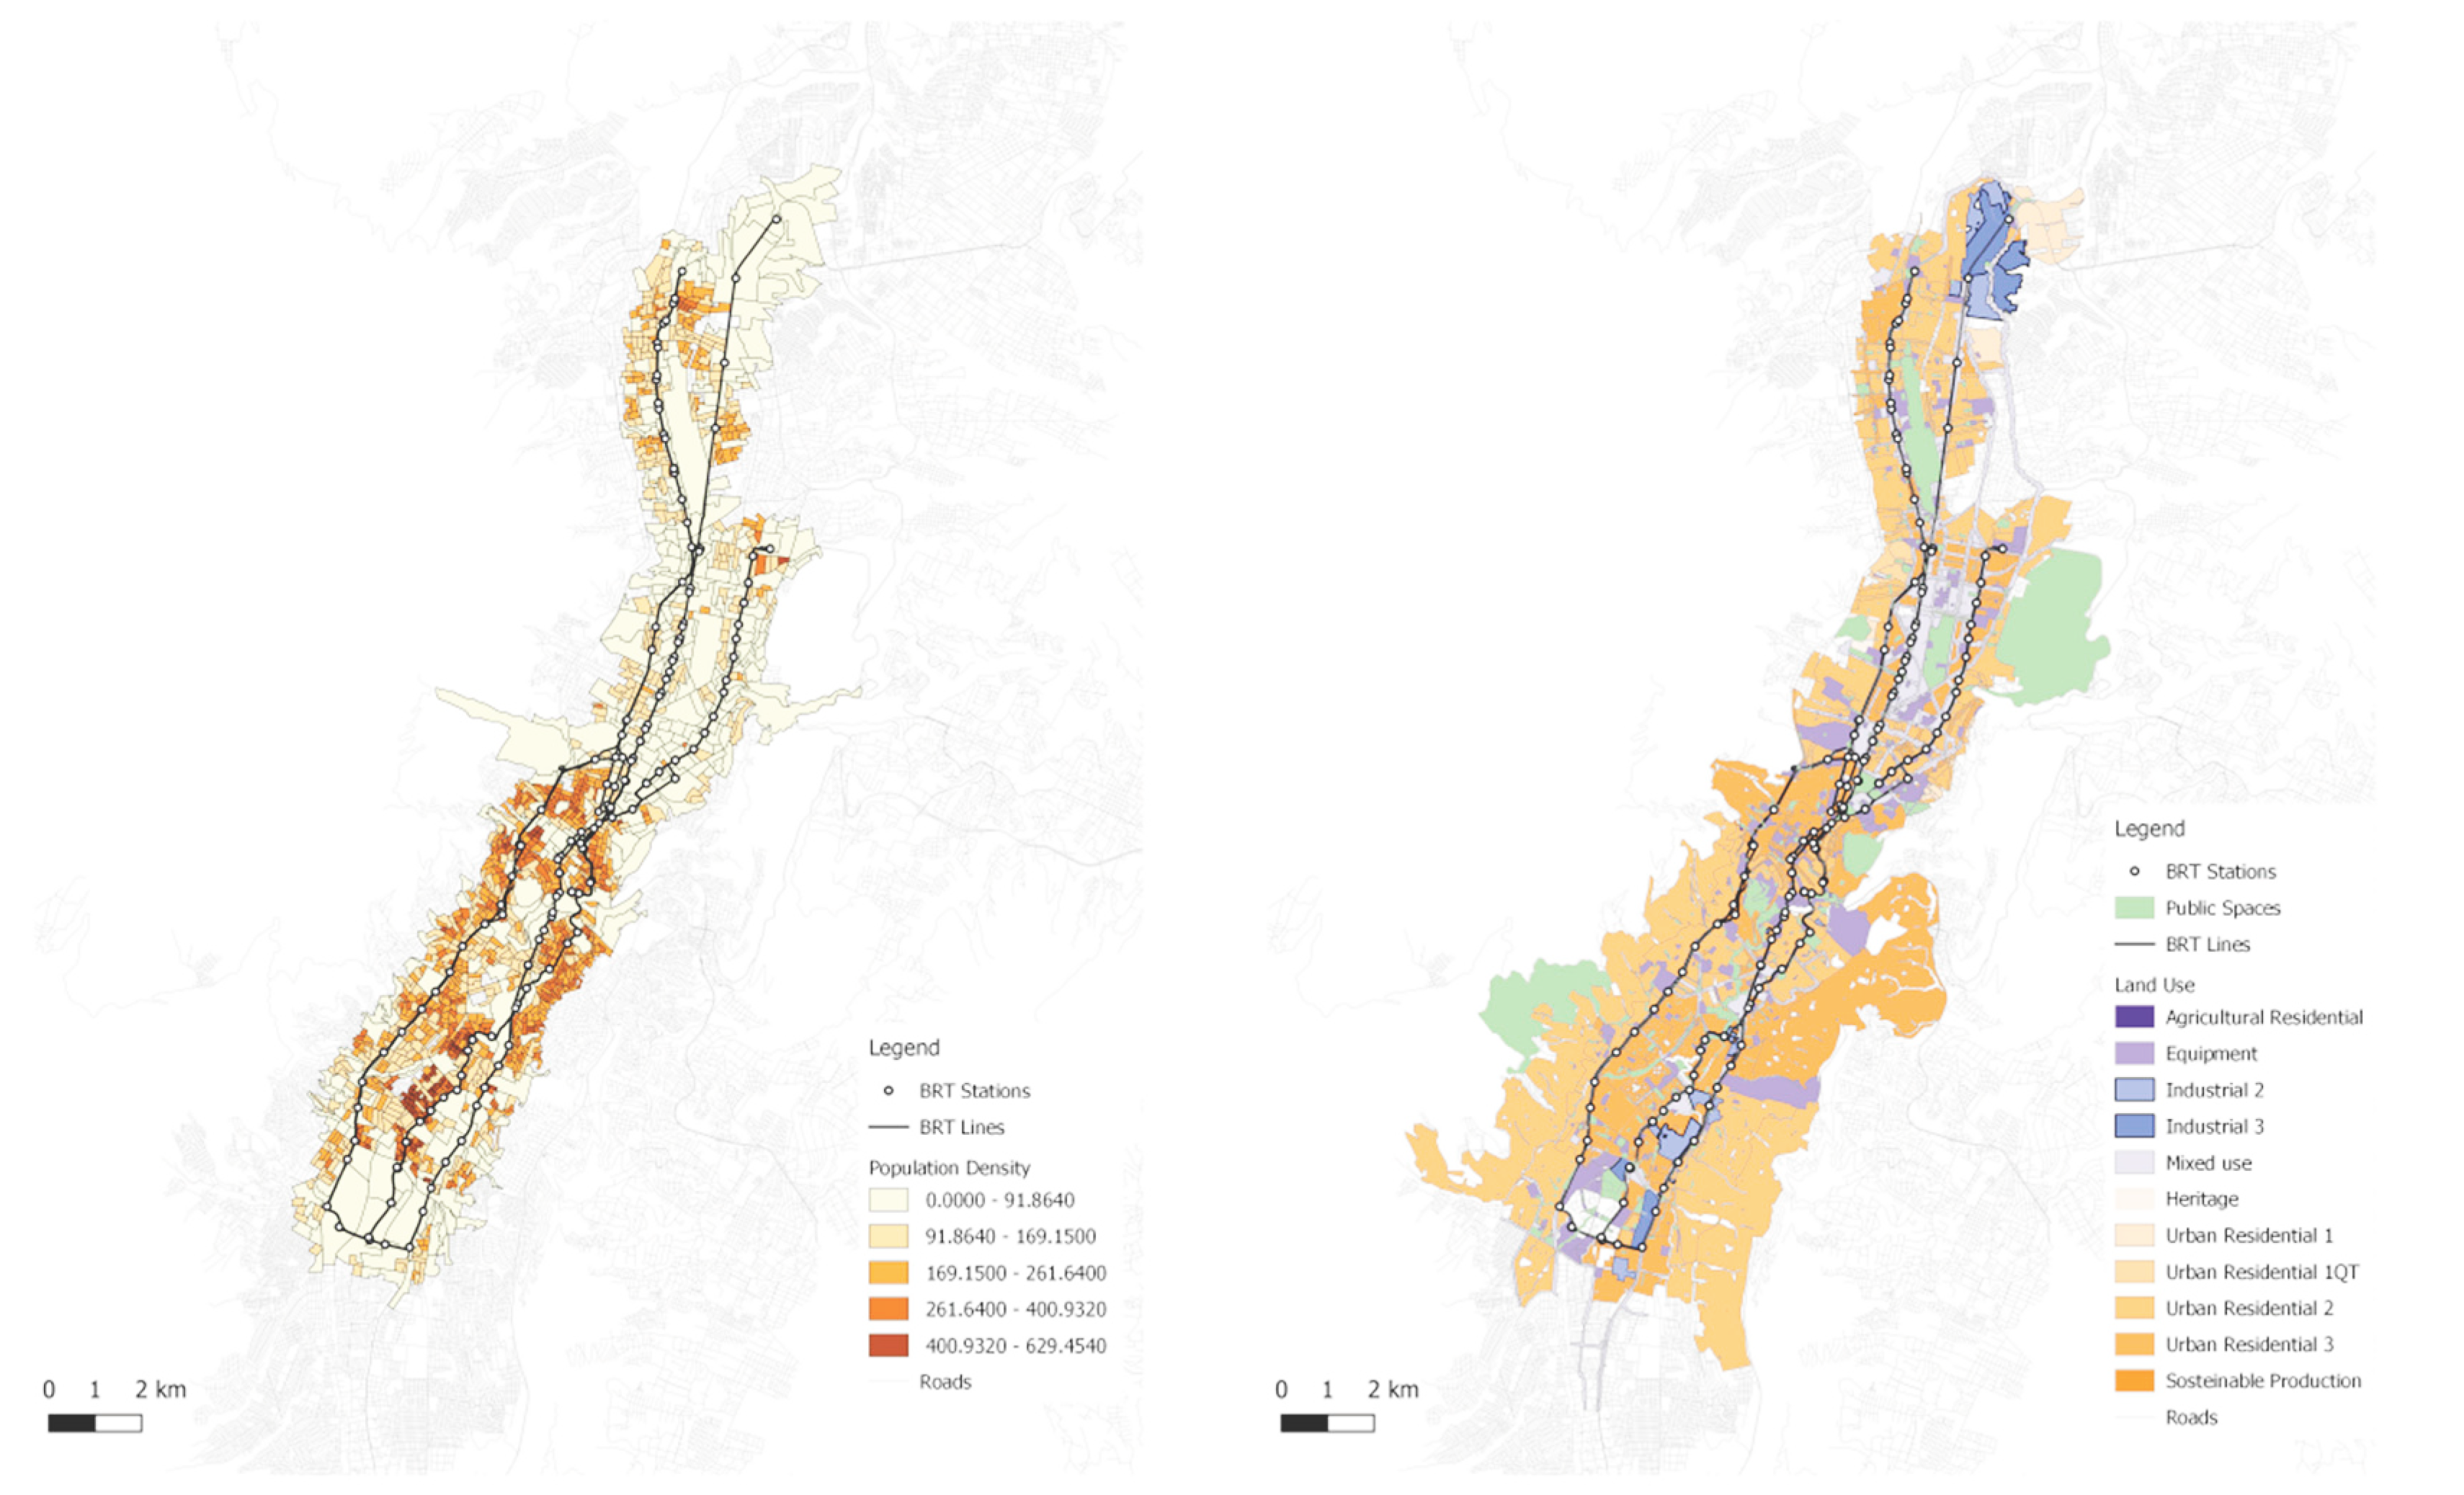 Legend
BRT Stations
BRT Lines
Population Density
0.0000 - 91.8640
91.8640 - 169.1500
169.1500 - 261.6400
261.6400 - 400.9320
400.9320 - 629.4540
Roads
0 1 2 km
Legend
BRT Stations
Public Spaces
BRT Lines
Land Use
Agricultural Residential
Equipment
Industrial 2
Industrial 3
Mixed use
Heritage
Urban Residential 1
Urban Residential 1QT
Urban Residential 2
Urban Residential 3
Sosteinable Production
Roads
0 1 2 km